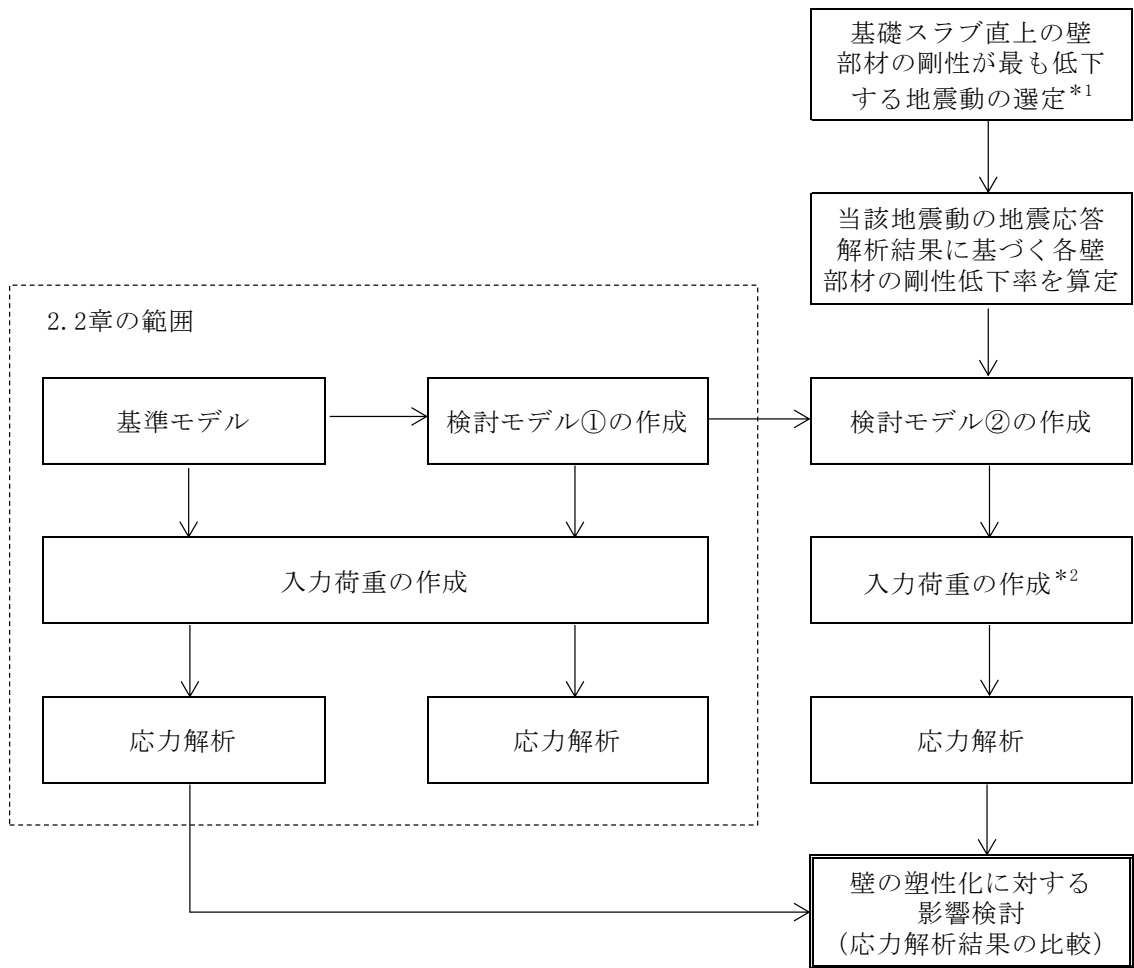 基礎スラブ直上の壁
部材の剛性が最も低下
する地震動の選定*1
当該地震動の地震応答
解析結果に基づく各壁
部材の剛性低下率を算定
2.2章の範囲
基準モデル
検討モデル①の作成
検討モデル②の作成
入力荷重の作成
入力荷重の作成*2
応力解析
応力解析
応力解析
壁の塑性化に対する
影響検討
(応力解析結果の比較)